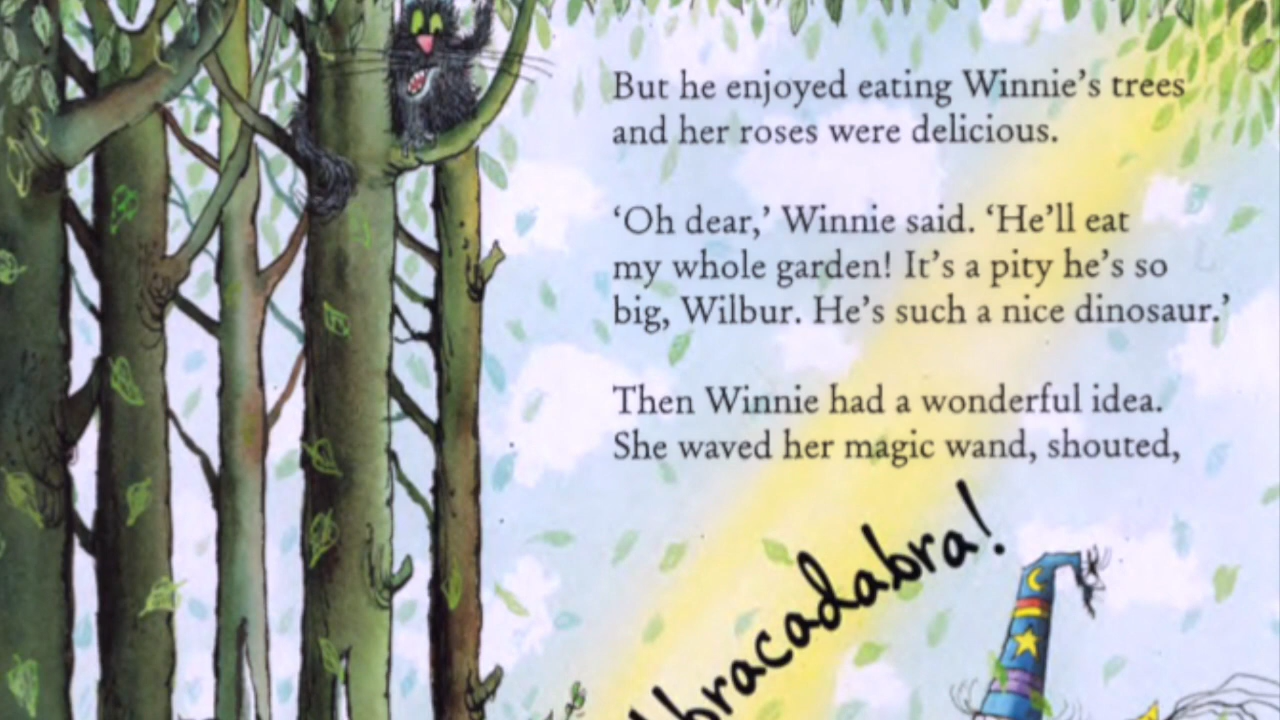 But he enjoyed eating Winnie's trees
and her roses were delicious.
‘Oh dear,’ Winnie said. ‘He'll eat
my whole garden! It's a pity he's so
big, Wilbur. He's such a nice dinosaur.’
Then Winnie had a wonderful idea.
She waved her magic wand, shouted,
Abracadabra!